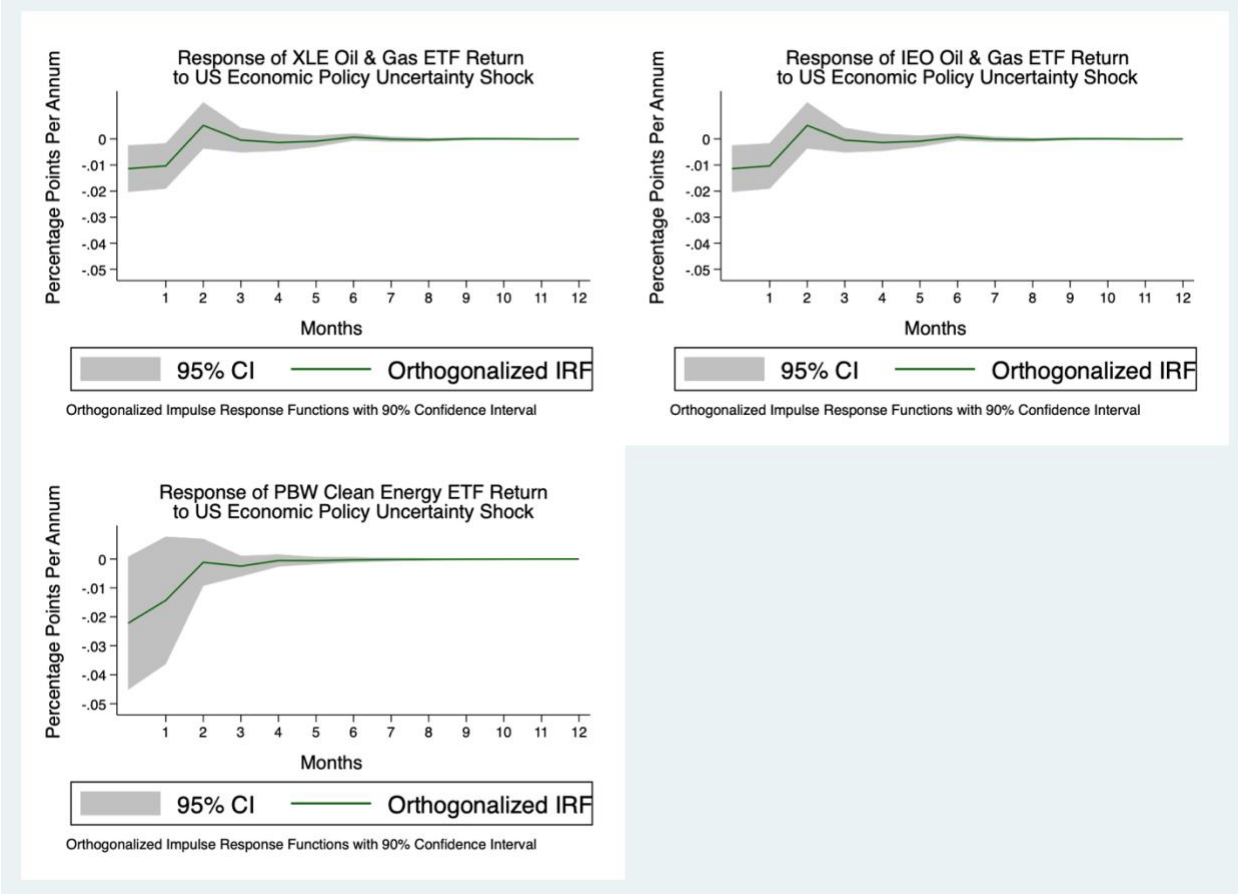 Response of XLE Oil & Gas ETF Return
to US Economic Policy Uncertainty Shock
Percentage Points Per Annum
0
-.01
-.02
-.03
-.04
-.05
1 2 3 4 5 6 7 8 9 10 11 12
Months
95% CI Orthogonalized IRF
Orthogonalized Impulse Response Functions with 90% Confidence Interval
Response of IEO Oil & Gas ETF Return
to US Economic Policy Uncertainty Shock
Percentage Points Per Annum
0
-.01
-.02
-.03
-.04
-.05
1 2 3 4 5 6 7 8 9 10 11 12
Months
95% CI Orthogonalized IRF
Orthogonalized Impulse Response Functions with 90% Confidence Interval
Response of PBW Clean Energy ETF Return
to US Economic Policy Uncertainty Shock
Percentage Points Per Annum
0
-.01
-.02
-.03
-.04
-.05
1 2 3 4 5 6 7 8 9 10 11 12
Months
95% CI Orthogonalized IRF
Orthogonalized Impulse Response Functions with 90% Confidence Interval